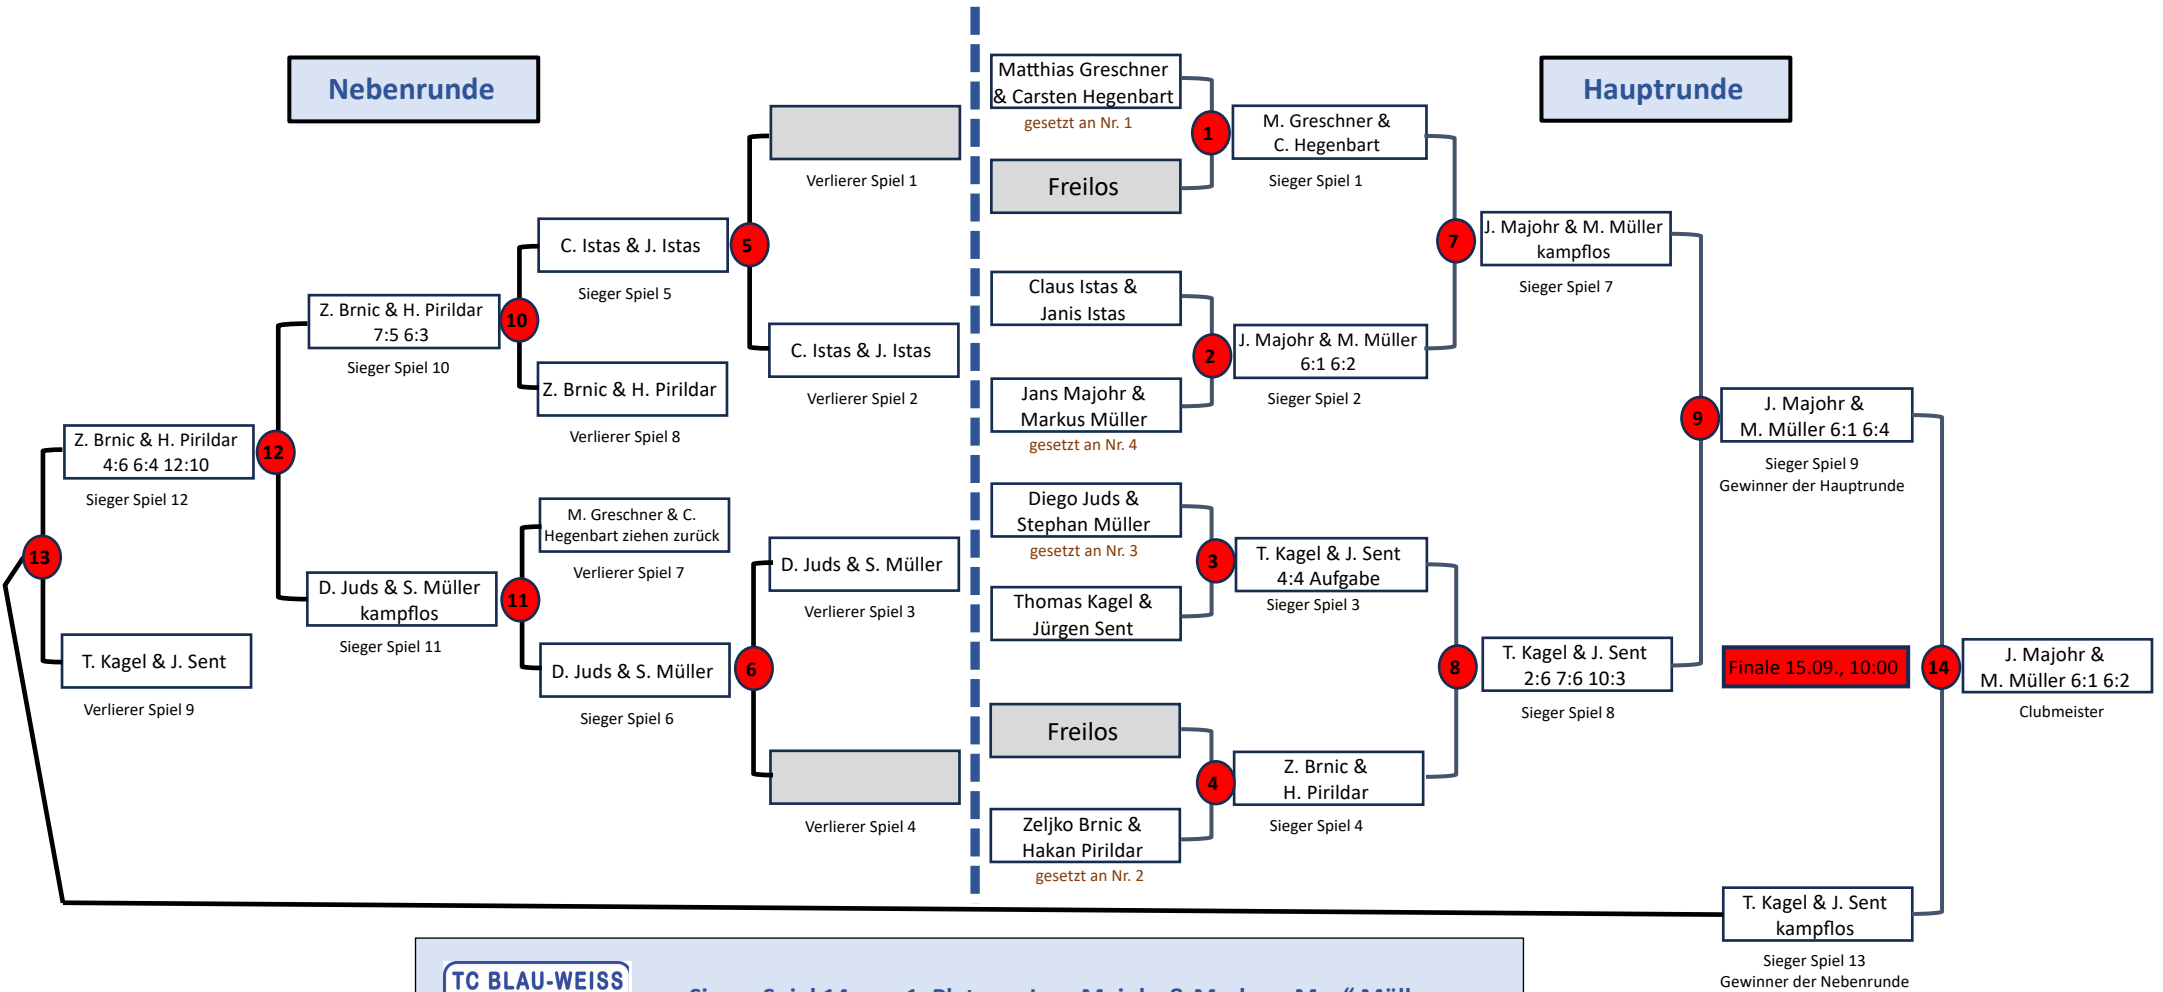 Nebenrunde
Hauptrunde
Verlierer Spiel 1
5
C. Istas & J. Istas
Verlierer Spiel 2
C. Istas & J. Istas
Sieger Spiel 5
10
Z. Brnic & H. Pirildar
Verlierer Spiel 8
Z. Brnic & H. Pirildar
7:5 6:3
Sieger Spiel 10
12
Z. Brnic & H. Pirildar
4:6 6:4 12:10
Sieger Spiel 12
13
T. Kagel & J. Sent
Verlierer Spiel 9
M. Greschner & C.
Hegenbart ziehen zurück
Verlierer Spiel 7
11
D. Juds & S. Müller
kampflos
Sieger Spiel 11
D. Juds & S. Müller
Sieger Spiel 6
6
D. Juds & S. Müller
Verlierer Spiel 3
Verlierer Spiel 4
Matthias Greschner
& Carsten Hegenbart
gesetzt an Nr. 1
1
Freilos
M. Greschner &
C. Hegenbart
Sieger Spiel 1
Claus Istas &
Janis Istas
2
Jans Majohr &
Markus Müller
gesetzt an Nr. 4
J. Majohr & M. Müller
6:1 6:2
Sieger Spiel 2
7
J. Majohr & M. Müller
kampflos
Sieger Spiel 7
Diego Juds &
Stephan Müller
gesetzt an Nr. 3
3
Thomas Kagel &
Jürgen Sent
T. Kagel & J. Sent
4:4 Aufgabe
Sieger Spiel 3
Freilos
4
Zeljko Brnic &
Hakan Pirildar
gesetzt an Nr. 2
Z. Brnic &
H. Pirildar
Sieger Spiel 4
8
T. Kagel & J. Sent
2:6 7:6 10:3
Sieger Spiel 8
9
J. Majohr &
M. Müller 6:1 6:4
Sieger Spiel 9
Gewinner der Hauptrunde
Finale 15.09., 10:00
14
J. Majohr &
M. Müller 6:1 6:2
Clubmeister
T. Kagel & J. Sent
kampflos
Sieger Spiel 13
Gewinner der Nebenrunde
TC BLAU-WEISS
Sieger Spiel 14